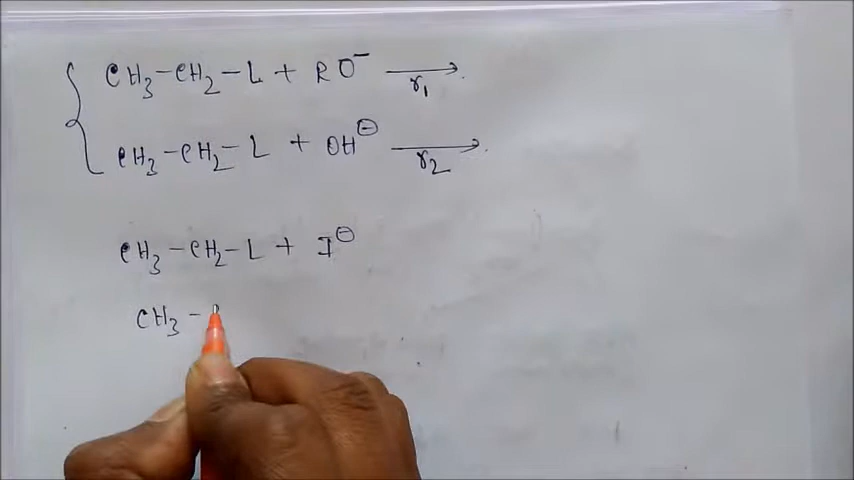 CH₃-CH₂-L + RO⁻ → r₁
CH₃-CH₂-L + OH⊖ → r₂
CH₃-CH₂-L + I⊖
CH₃-